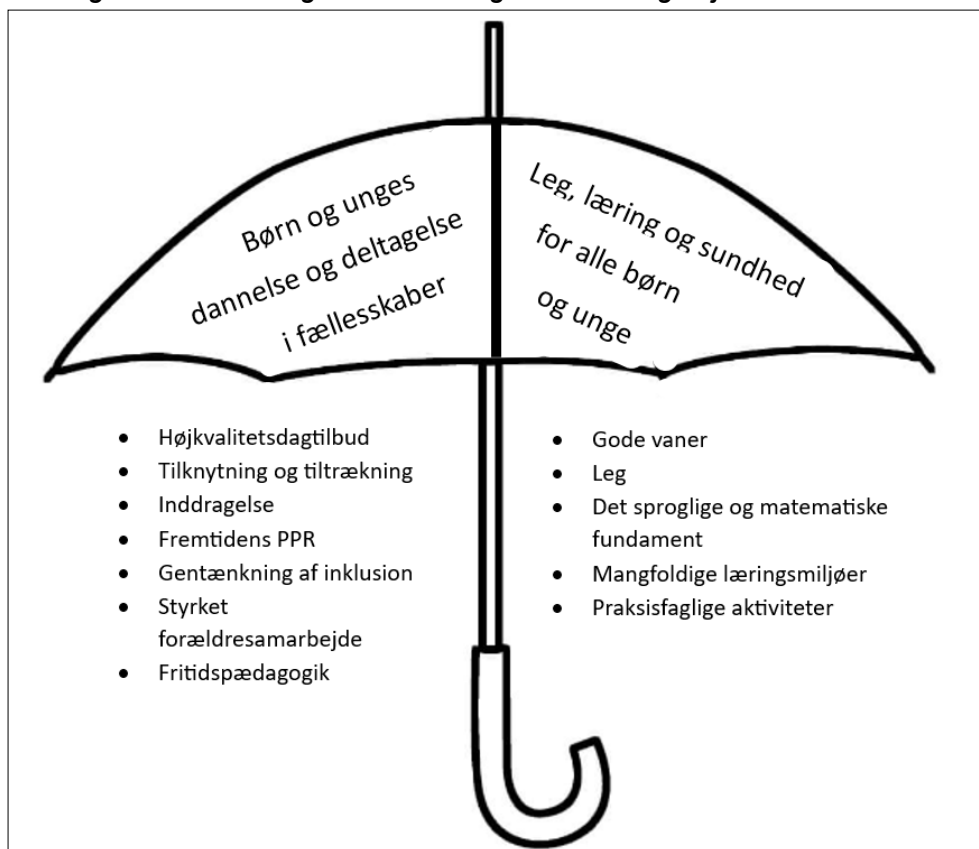 Børn og unges
dannelse og deltagelse
i fællesskaber
Leg, læring og sundhed
for alle børn
og unge
• Højkvalitetsdagtilbud
• Tilknytning og tiltrækning
• Inddragelse
• Fremtidens PPR
• Gentænkning af inklusion
• Styrket
forældresamarbejde
• Fritidspædagogik
• Gode vaner
• Leg
• Det sproglige og matematiske
fundament
• Mangfoldige læringsmiljøer
• Praksisfaglige aktiviteter